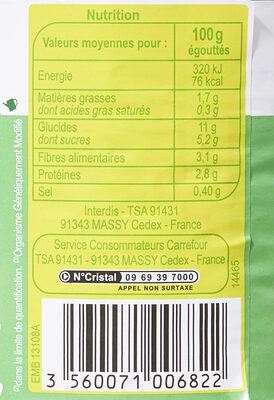 Nutrition
Valeurs moyennes pour : 100 g égouttés
Energie 320 kJ 76 kcal
Matières grasses 1,7 g
dont acides gras saturés 0,3 g
Glucides 11 g
dont sucres 5,2 g
Fibres alimentaires 3,1 g
Protéines 2,8 g
Sel 0,40 g
Interdis - TSA 91431
91343 MASSY Cedex - France
Service Consommateurs Carrefour
TSA 91431 - 91343 MASSY Cedex - France
N°Cristal 09 69 39 7000
APPEL NON SURTAXE
14465
EMB 13108A
3 560071 006822
(1)dans la limite de quantification. (2)Organisme Génétiquement Modifié